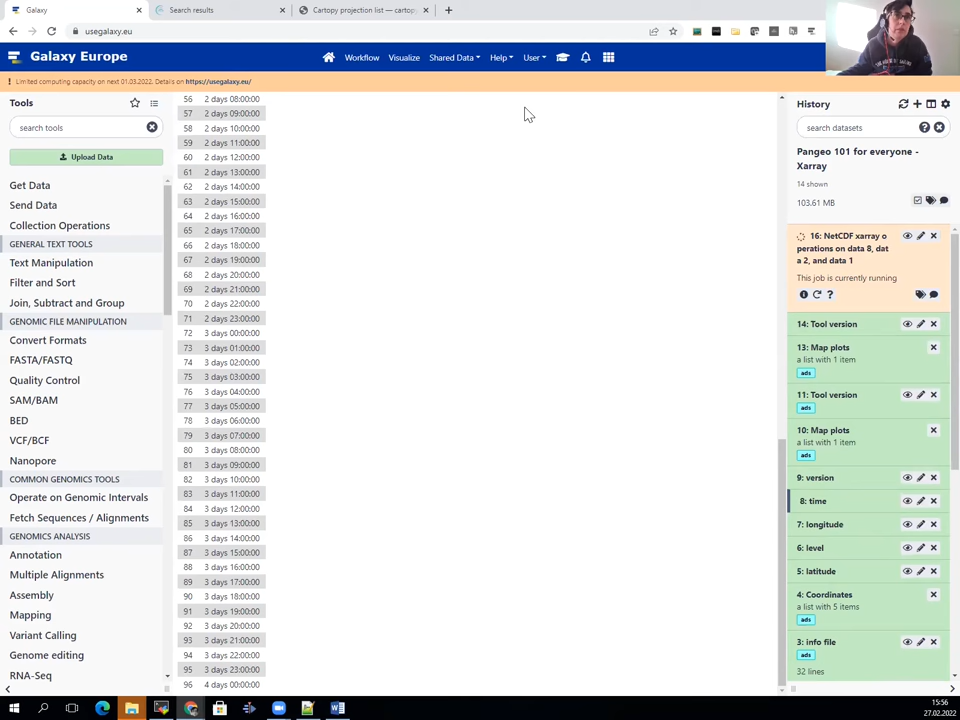 Galaxy
Search results
Cartopy projection list — cartopy
usegalaxy.eu
Galaxy Europe
Workflow
Visualize
Shared Data
Help
User
Limited computing capacity on next 01.03.2022. Details on https://usegalaxy.eu/
Tools
search tools
Upload Data
Get Data
Send Data
Collection Operations
GENERAL TEXT TOOLS
Text Manipulation
Filter and Sort
Join, Subtract and Group
GENOMIC FILE MANIPULATION
Convert Formats
FASTA/FASTQ
Quality Control
SAM/BAM
BED
VCF/BCF
Nanopore
COMMON GENOMICS TOOLS
Operate on Genomic Intervals
Fetch Sequences / Alignments
GENOMICS ANALYSIS
Annotation
Multiple Alignments
Assembly
Mapping
Variant Calling
Genome editing
RNA-Seq
56 2 days 08:00:00
57 2 days 09:00:00
58 2 days 10:00:00
59 2 days 11:00:00
60 2 days 12:00:00
61 2 days 13:00:00
62 2 days 14:00:00
63 2 days 15:00:00
64 2 days 16:00:00
65 2 days 17:00:00
66 2 days 18:00:00
67 2 days 19:00:00
68 2 days 20:00:00
69 2 days 21:00:00
70 2 days 22:00:00
71 2 days 23:00:00
72 3 days 00:00:00
73 3 days 01:00:00
74 3 days 02:00:00
75 3 days 03:00:00
76 3 days 04:00:00
77 3 days 05:00:00
78 3 days 06:00:00
79 3 days 07:00:00
80 3 days 08:00:00
81 3 days 09:00:00
82 3 days 10:00:00
83 3 days 11:00:00
84 3 days 12:00:00
85 3 days 13:00:00
86 3 days 14:00:00
87 3 days 15:00:00
88 3 days 16:00:00
89 3 days 17:00:00
90 3 days 18:00:00
91 3 days 19:00:00
92 3 days 20:00:00
93 3 days 21:00:00
94 3 days 22:00:00
95 3 days 23:00:00
96 4 days 00:00:00
History
search datasets
Pangeo 101 for everyone -
Xarray
14 shown
103.61 MB
16: NetCDF xarray o
perations on data 8, dat
a 2, and data 1
This job is currently running
14: Tool version
13: Map plots
a list with 1 item
ads
11: Tool version
ads
10: Map plots
a list with 1 item
ads
9: version
8: time
7: longitude
6: level
5: latitude
4: Coordinates
a list with 5 items
ads
3: info file
ads
32 lines
15:56
27.02.2022